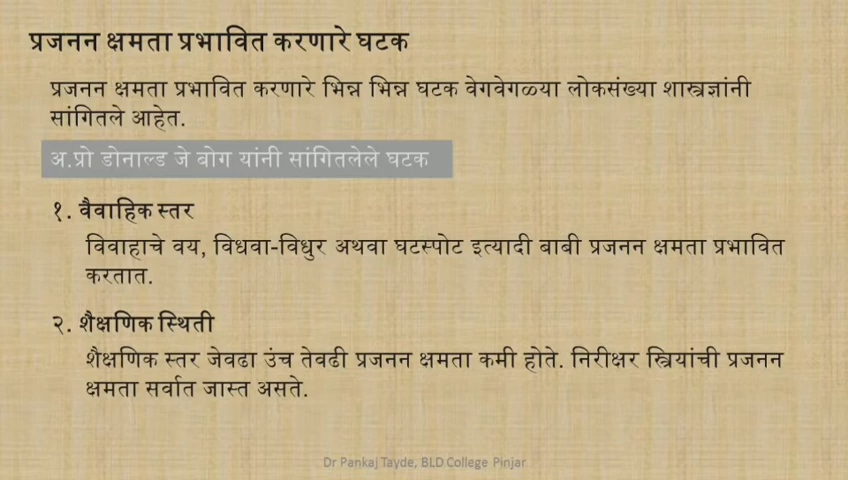 प्रजनन क्षमता प्रभावित करणारे घटक
प्रजनन क्षमता प्रभावित करणारे भिन्न भिन्न घटक वेगवेगळ्या लोकसंख्या शास्त्रज्ञांनी
सांगितले आहेत.
अ.प्रो डोनाल्ड जे बोग यांनी सांगितलेले घटक
१. वैवाहिक स्तर
विवाहाचे वय, विधवा-विधुर अथवा घटस्पोट इत्यादी बाबी प्रजनन क्षमता प्रभावित
करतात.
२. शैक्षणिक स्थिती
शैक्षणिक स्तर जेवढा उंच तेवढी प्रजनन क्षमता कमी होते. निरीक्षर स्त्रियांची प्रजनन
क्षमता सर्वात जास्त असते.
Dr Pankaj Tayde, BLD College Pinjar